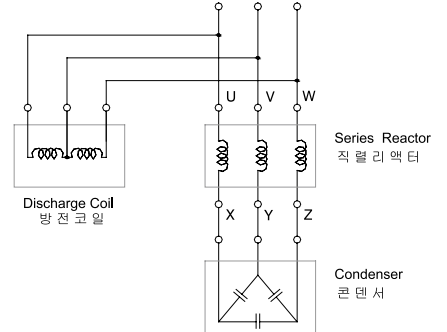 U V W
Series Reactor
직렬리액터
Discharge Coil
방전코일
X Y Z
Condenser
콘덴서